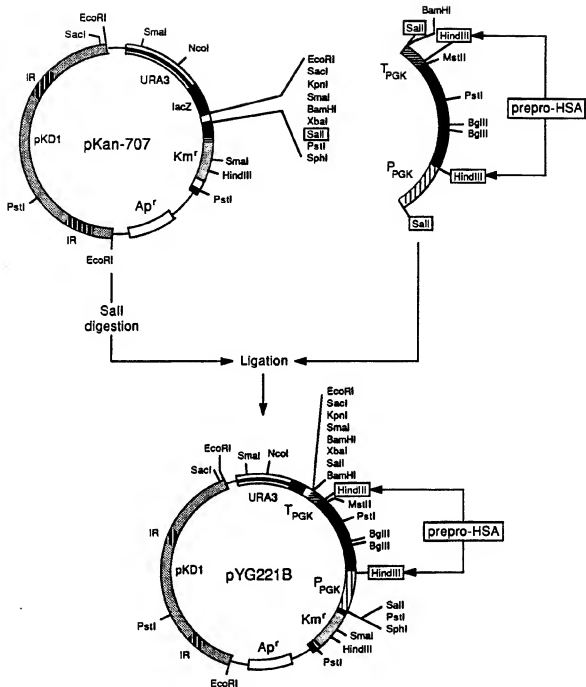 EcoRI
SacI
SmaI
NcoI
IR
URA3
lacZ
pKD1
pKan-707
Km^r
SmaI
HindIII
PstI
PstI
Ap^r
IR
EcoRI
EcoRI
SacI
KpnI
SmaI
BamHI
XbaI
SalI
PstI
SphI
BamHI
SalI
HindIII
MstII
T_PGK
PstI
prepro-HSA
BglII
BglII
P_PGK
HindIII
SalI
SalI
digestion
Ligation
EcoRI
SacI
KpnI
SmaI
BamHI
XbaI
SalI
BamHI
EcoRI
SmaI
NcoI
SacI
URA3
HindIII
MstII
T_PGK
PstI
IR
BglII
BglII
prepro-HSA
pKD1
pYG221B
P_PGK
HindIII
Km^r
SalI
PstI
SphI
PstI
SmaI
HindIII
IR
Ap^r
PstI
EcoRI